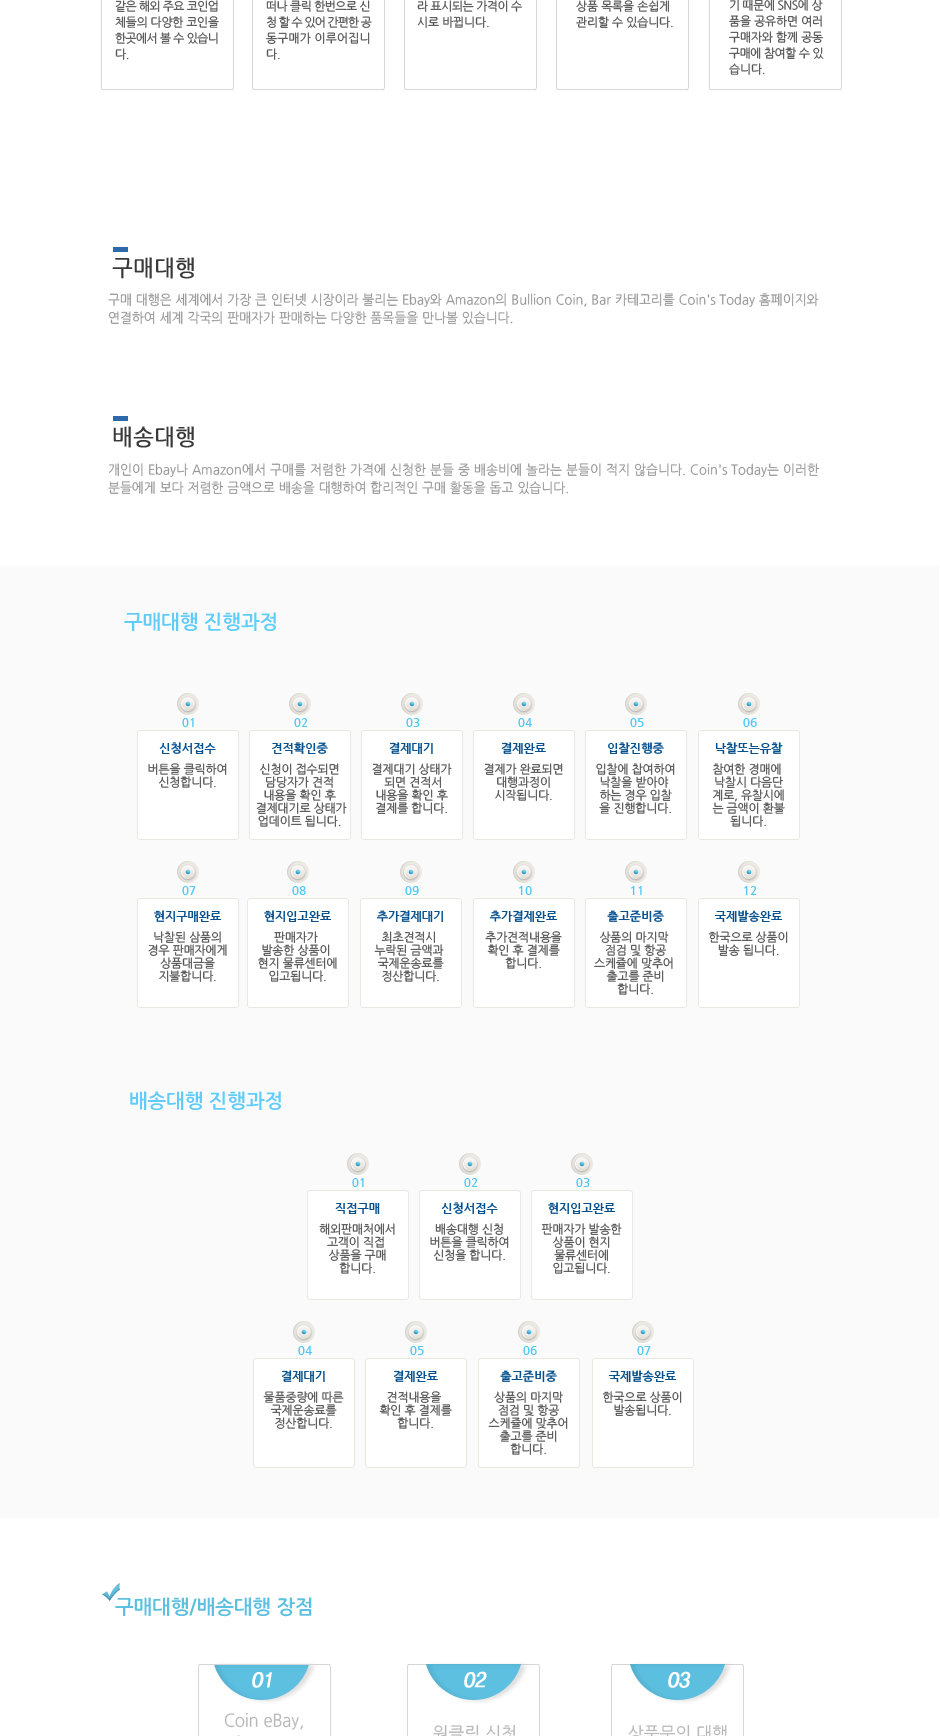 같은 해외 주요 코인업
체들의 다양한 코인을
한곳에서 볼 수 있습니
다.
떠나 클릭 한번으로 신
청 할 수 있어 간편한 공
동구매가 이루어집니
다.
라 표시되는 가격이 수
시로 바뀝니다.
상품 목록을 손쉽게
관리할 수 있습니다.
기 때문에 SNS에 상
품을 공유하면 여러
구매자와 함께 공동
구매에 참여할 수 있
습니다.
구매대행
구매 대행은 세계에서 가장 큰 인터넷 시장이라 불리는 Ebay와 Amazon의 Bullion Coin, Bar 카테고리를 Coin's Today 홈페이지와
연결하여 세계 각국의 판매자가 판매하는 다양한 품목들을 만나볼 있습니다.
배송대행
개인이 Ebay나 Amazon에서 구매를 저렴한 가격에 신청한 분들 중 배송비에 놀라는 분들이 적지 않습니다. Coin's Today는 이러한
분들에게 보다 저렴한 금액으로 배송을 대행하여 합리적인 구매 활동을 돕고 있습니다.
구매대행 진행과정
01
신청서접수
버튼을 클릭하여
신청합니다.
02
견적확인중
신청이 접수되면
담당자가 견적
내용을 확인 후
결제대기로 상태가
업데이트 됩니다.
03
결제대기
결제대기 상태가
되면 견적서
내용을 확인 후
결제를 합니다.
04
결제완료
결제가 완료되면
대행과정이
시작됩니다.
05
입찰진행중
입찰에 참여하여
낙찰을 받아야
하는 경우 입찰
을 진행합니다.
06
낙찰또는유찰
참여한 경매에
낙찰시 다음단
계로, 유찰시에
는 금액이 환불
됩니다.
07
현지구매완료
낙찰된 삼품의
경우 판매자에게
상품대금을
지불합니다.
08
현지입고완료
판매자가
발송한 상품이
현지 물류센터에
입고됩니다.
09
추가결제대기
최초견적시
누락된 금액과
국제운송료를
정산합니다.
10
추가결제완료
추가견적내용을
확인 후 결제를
합니다.
11
출고준비중
상품의 마지막
점검 및 항공
스케쥴에 맞추어
출고를 준비
합니다.
12
국제발송완료
한국으로 상품이
발송 됩니다.
배송대행 진행과정
01
직접구매
해외판매처에서
고객이 직접
상품을 구매
합니다.
02
신청서접수
배송대행 신청
버튼을 클릭하여
신청을 합니다.
03
현지입고완료
판매자가 발송한
상품이 현지
물류센터에
입고됩니다.
04
결제대기
물품중량에 따른
국제운송료를
정산합니다.
05
결제완료
견적내용을
확인 후 결제를
합니다.
06
출고준비중
상품의 마지막
점검 및 항공
스케쥴에 맞추어
출고를 준비
합니다.
07
국제발송완료
한국으로 상품이
발송됩니다.
구매대행/배송대행 장점
01
Coin eBay,
02
원클릭 신청
03
상품문의 대행